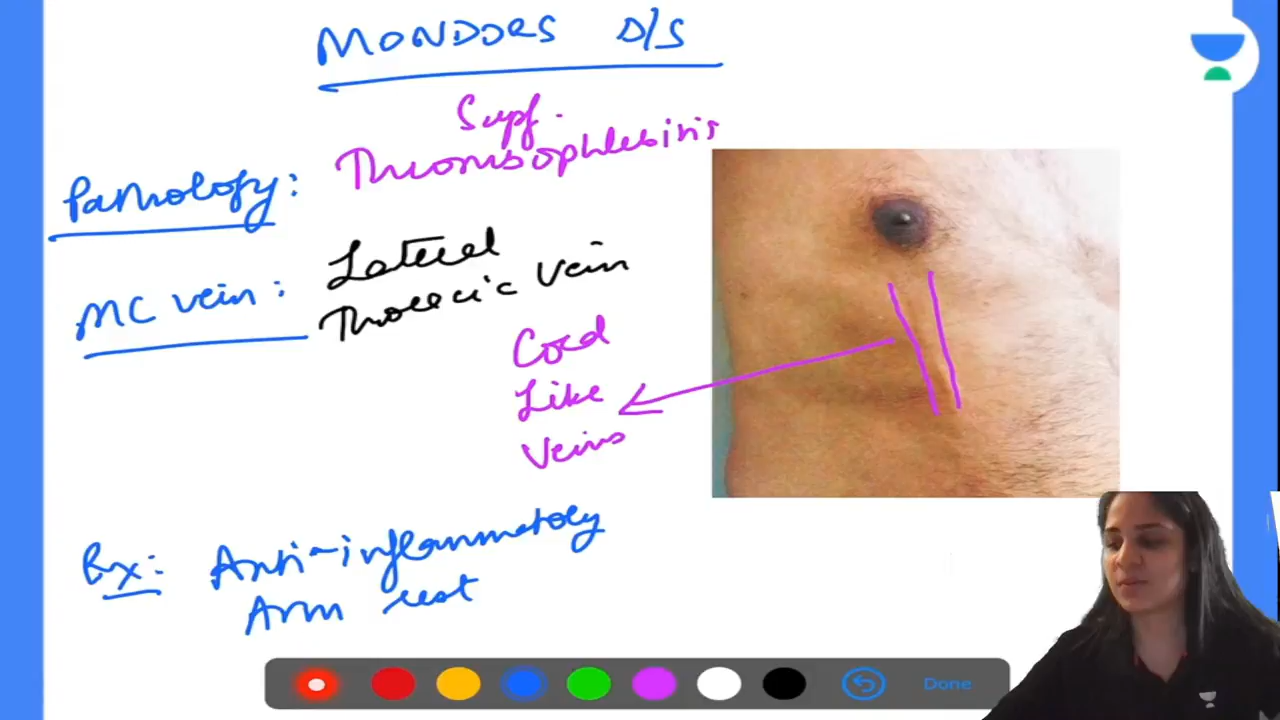 MONDORS D/S
Supf.
Pathology: Thrombophlebitis
MC vein: Lateral
Thoracic Vein
Cord
Like
Veins
Rx: Anti-inflammatory
Arm rest
Done